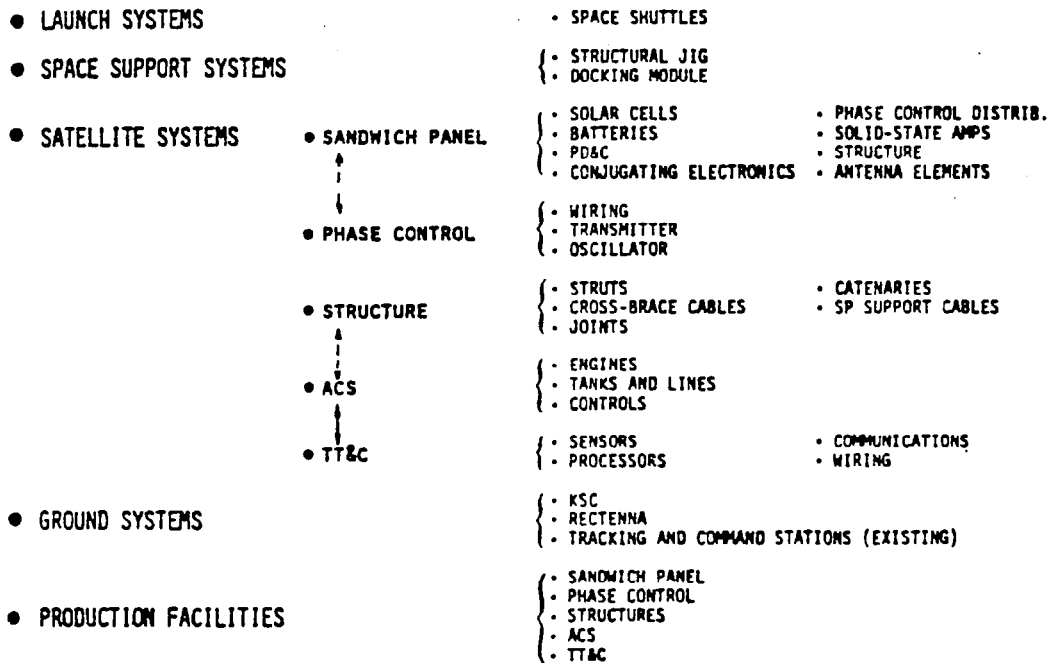 ● LAUNCH SYSTEMS • SPACE SHUTTLES
● SPACE SUPPORT SYSTEMS
• STRUCTURAL JIG
• DOCKING MODULE
● SATELLITE SYSTEMS
● SANDWICH PANEL
• SOLAR CELLS • PHASE CONTROL DISTRIB.
• BATTERIES • SOLID-STATE AMPS
• PD&C • STRUCTURE
• CONJUGATING ELECTRONICS • ANTENNA ELEMENTS
● PHASE CONTROL
• WIRING
• TRANSMITTER
• OSCILLATOR
● STRUCTURE
• STRUTS • CATENARIES
• CROSS-BRACE CABLES • SP SUPPORT CABLES
• JOINTS
● ACS
• ENGINES
• TANKS AND LINES
• CONTROLS
● TT&C
• SENSORS • COMMUNICATIONS
• PROCESSORS • WIRING
● GROUND SYSTEMS
• KSC
• RECTENNA
• TRACKING AND COMMAND STATIONS (EXISTING)
● PRODUCTION FACILITIES
• SANDWICH PANEL
• PHASE CONTROL
• STRUCTURES
• ACS
• TT&C